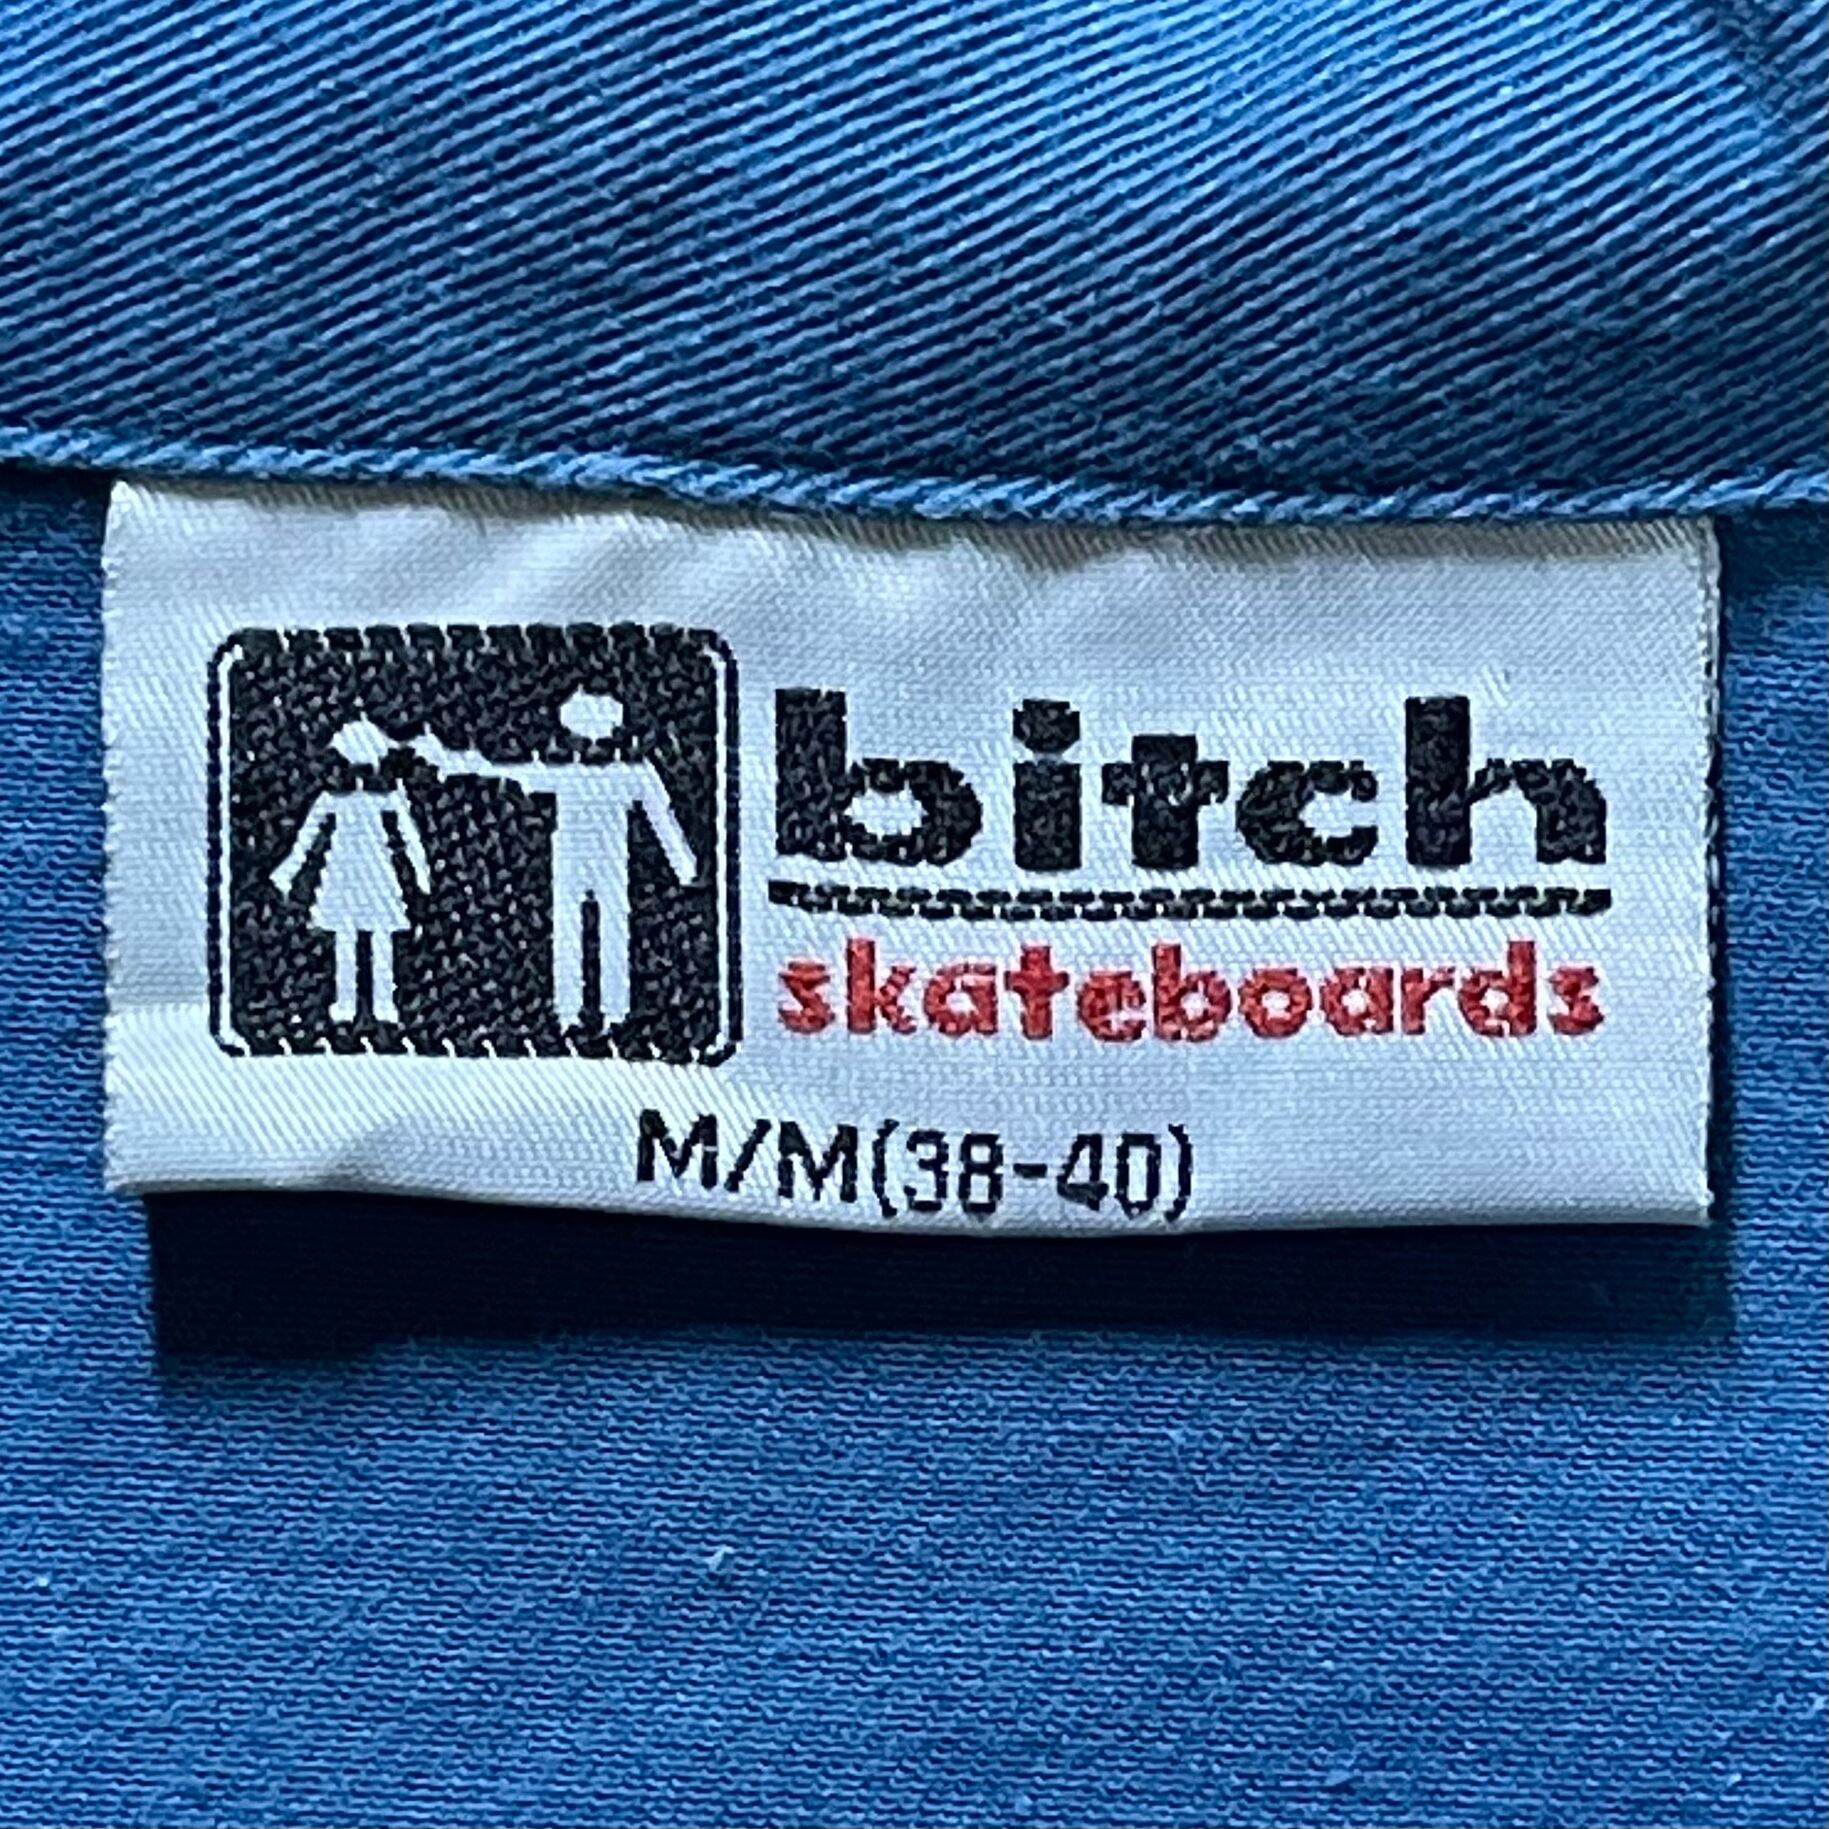 bitch
skateboards
M/M(38-40)